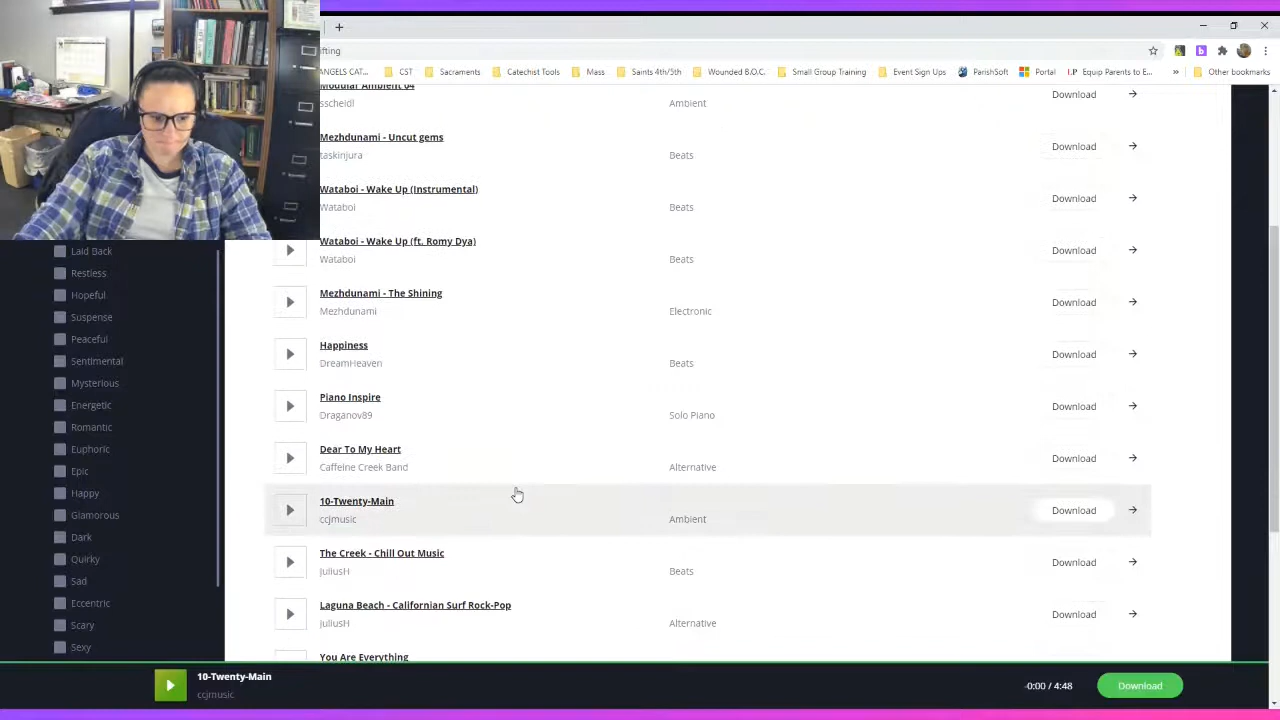 fting
ANGELS CAT...
CST
Sacraments
Catechist Tools
Mass
Saints 4th/5th
Wounded B.O.C.
Small Group Training
Event Sign Ups
ParishSoft
Portal
Equip Parents to E...
»
Other bookmarks
Modular Ambient 04
sscheidl
Ambient
Download
Mezhdunami - Uncut gems
taskinjura
Beats
Download
Wataboi - Wake Up (Instrumental)
Wataboi
Beats
Download
Wataboi - Wake Up (ft. Romy Dya)
Wataboi
Beats
Download
Mezhdunami - The Shining
Mezhdunami
Electronic
Download
Happiness
DreamHeaven
Beats
Download
Piano Inspire
Draganov89
Solo Piano
Download
Dear To My Heart
Caffeine Creek Band
Alternative
Download
10-Twenty-Main
ccjmusic
Ambient
Download
The Creek - Chill Out Music
JuliusH
Beats
Download
Laguna Beach - Californian Surf Rock-Pop
JuliusH
Alternative
Download
You Are Everything
Laid Back
Restless
Hopeful
Suspense
Peaceful
Sentimental
Mysterious
Energetic
Romantic
Euphoric
Epic
Happy
Glamorous
Dark
Quirky
Sad
Eccentric
Scary
Sexy
10-Twenty-Main
ccjmusic
-0:00 / 4:48
Download